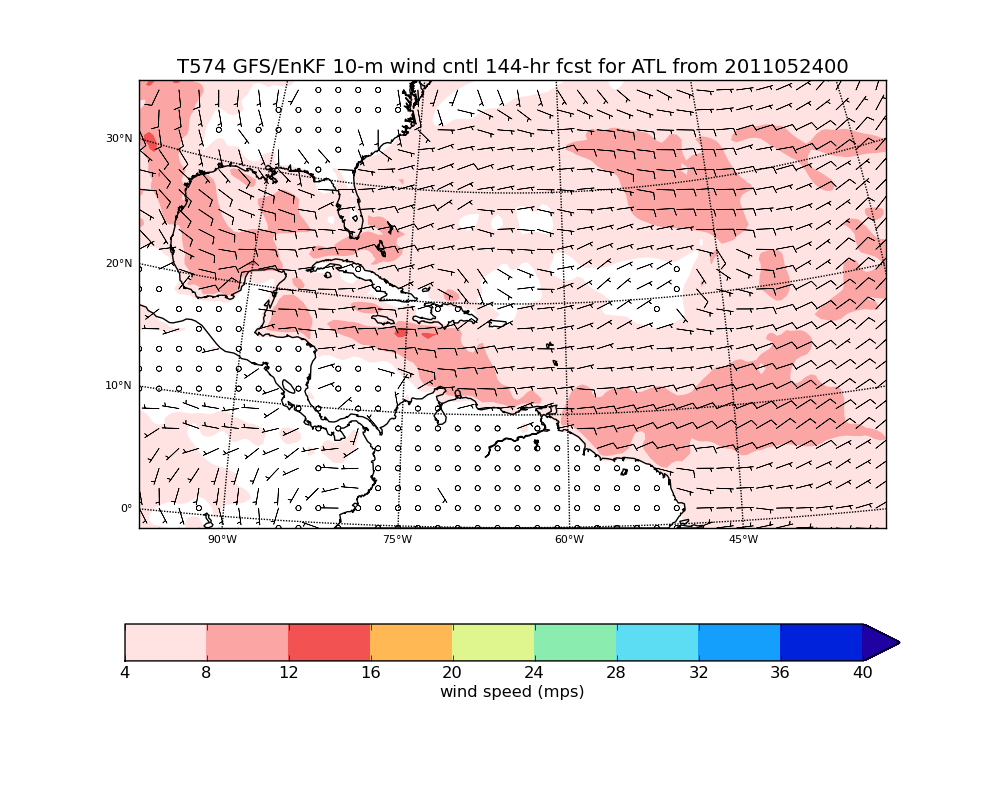 T574 GFS/EnKF 10-m wind cntl 144-hr fcst for ATL from 2011052400
30°N
20°N
10°N
0°
90°W 75°W 60°W 45°W
4 8 12 16 20 24 28 32 36 40
wind speed (mps)